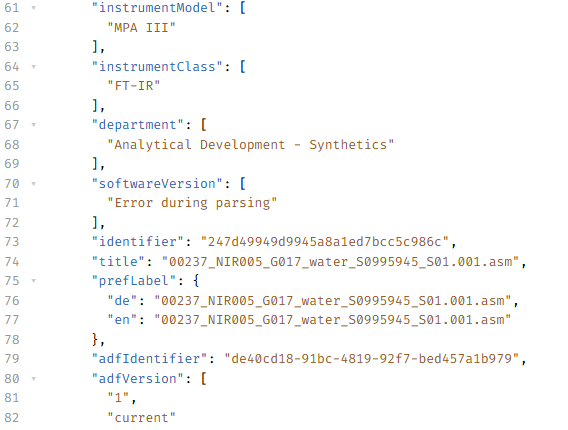 61 "instrumentModel": [
62 "MPA III"
63 ],
64 "instrumentClass": [
65 "FT-IR"
66 ],
67 "department": [
68 "Analytical Development - Synthetics"
69 ],
70 "softwareVersion": [
71 "Error during parsing"
72 ],
73 "identifier": "247d49949d9945a8a1ed7bcc5c986c",
74 "title": "00237_NIR005_G017_water_S0995945_S01.001.asm",
75 "prefLabel": {
76 "de": "00237_NIR005_G017_water_S0995945_S01.001.asm",
77 "en": "00237_NIR005_G017_water_S0995945_S01.001.asm"
78 },
79 "adfIdentifier": "de40cd18-91bc-4819-92f7-bed457a1b979",
80 "adfVersion": [
81 "1",
82 "current"